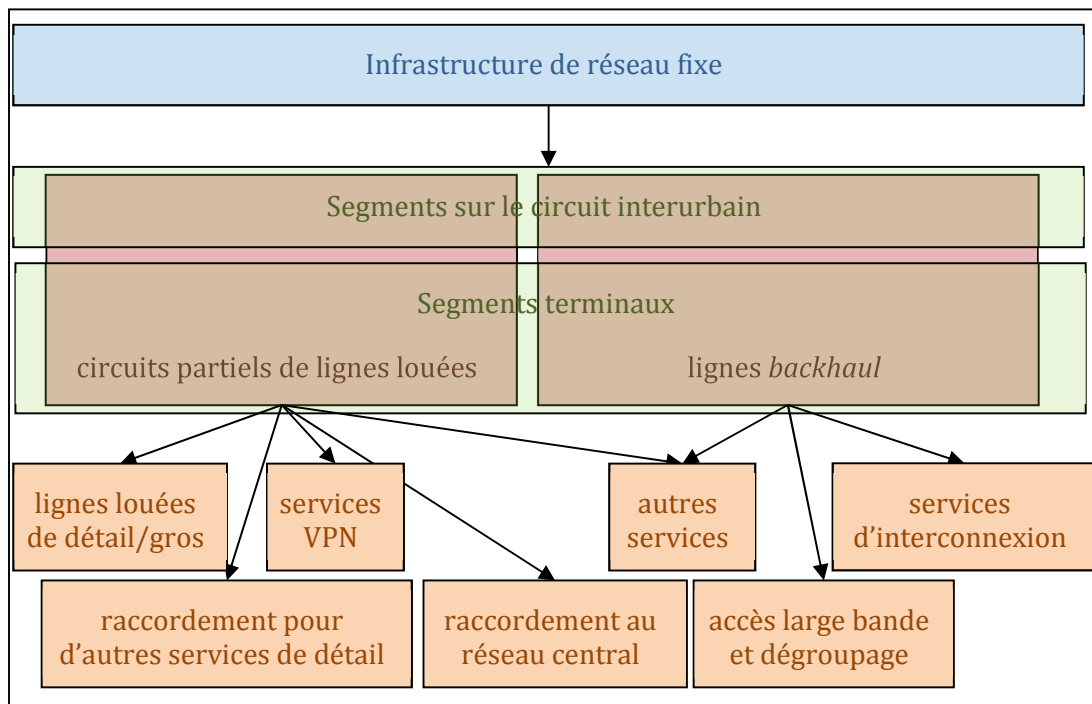 Infrastructure de réseau fixe
Segments sur le circuit interurbain
Segments terminaux
circuits partiels de lignes louées
lignes backhaul
lignes louées
de détail/gros
services
VPN
autres
services
services
d’interconnexion
raccordement pour
d’autres services de détail
raccordement au
réseau central
accès large bande
et dégroupage